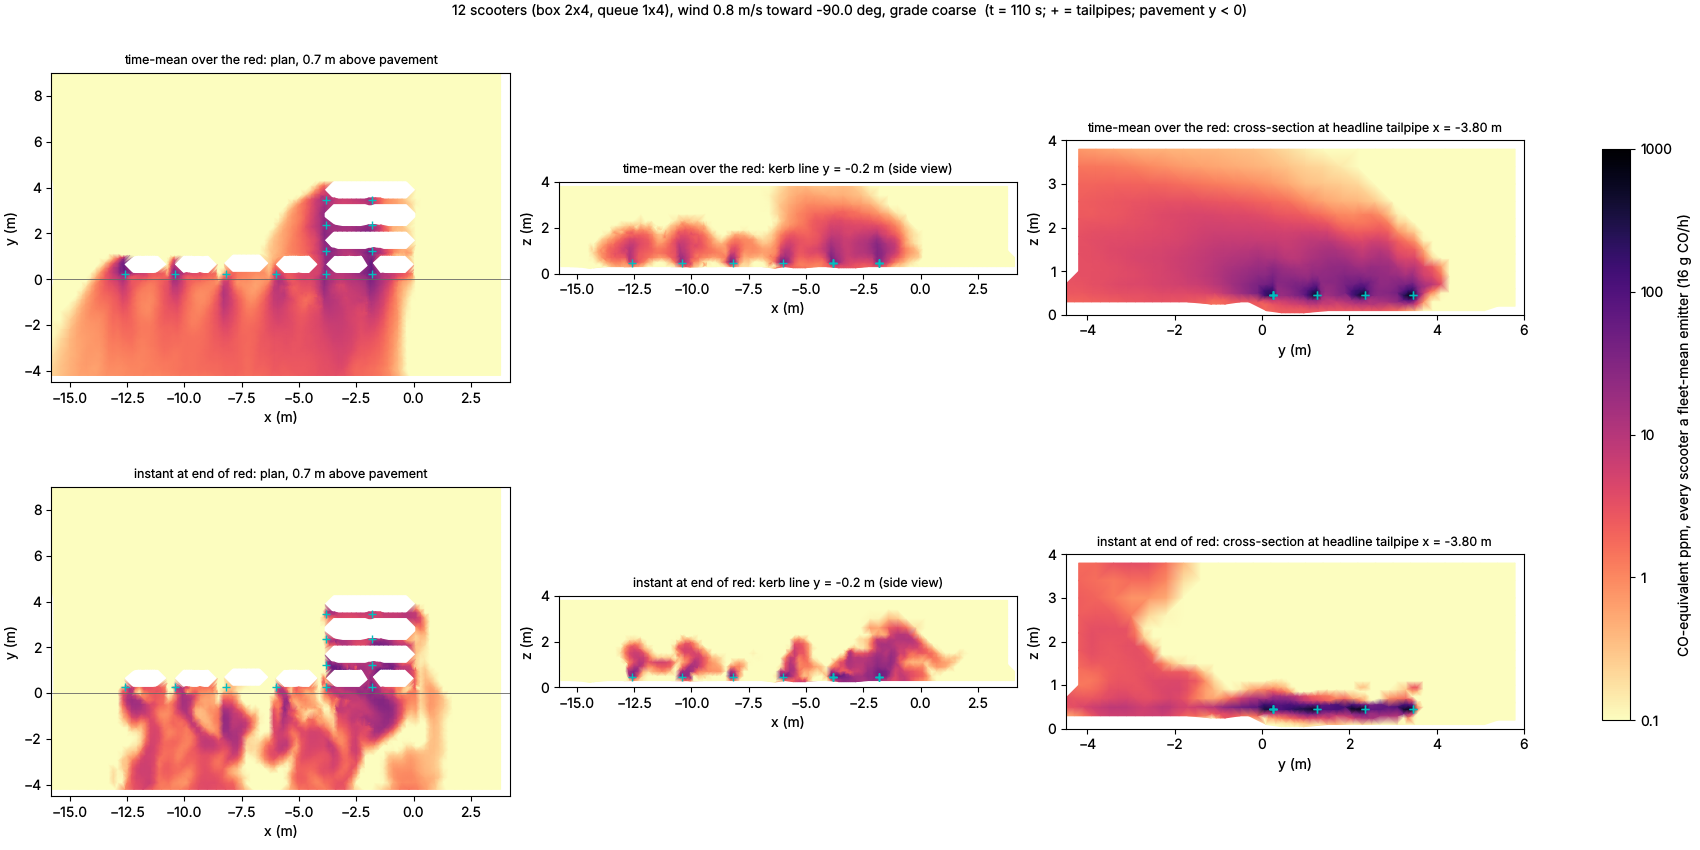 12 scooters (box 2x4, queue 1x4), wind 0.8 m/s toward -90.0 deg, grade coarse  (t = 110 s; + = tailpipes; pavement y < 0)
time-mean over the red: plan, 0.7 m above pavement
8
6
4
2
0
−2
−4
y (m)
−15.0 −12.5 −10.0 −7.5 −5.0 −2.5 0.0 2.5
x (m)
time-mean over the red: kerb line y = -0.2 m (side view)
4
2
0
z (m)
−15.0 −12.5 −10.0 −7.5 −5.0 −2.5 0.0 2.5
x (m)
time-mean over the red: cross-section at headline tailpipe x = -3.80 m
4
3
2
1
0
z (m)
−4 −2 0 2 4 6
y (m)
instant at end of red: plan, 0.7 m above pavement
8
6
4
2
0
−2
−4
y (m)
−15.0 −12.5 −10.0 −7.5 −5.0 −2.5 0.0 2.5
x (m)
instant at end of red: kerb line y = -0.2 m (side view)
4
2
0
z (m)
−15.0 −12.5 −10.0 −7.5 −5.0 −2.5 0.0 2.5
x (m)
instant at end of red: cross-section at headline tailpipe x = -3.80 m
4
3
2
1
0
z (m)
−4 −2 0 2 4 6
y (m)
1000
100
10
1
0.1
CO-equivalent ppm, every scooter a fleet-mean emitter (16 g CO/h)